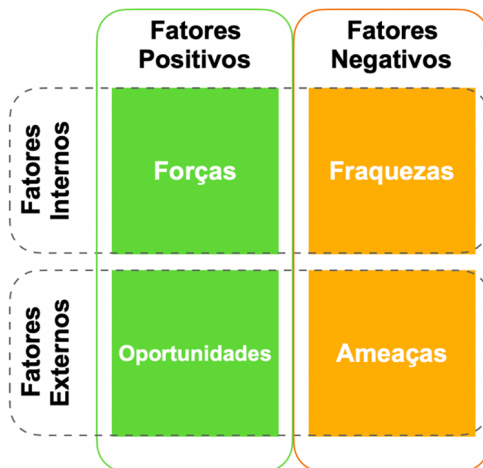 Fatores
Positivos
Fatores
Negativos
Fatores
Internos
Forças
Fraquezas
Fatores
Externos
Oportunidades
Ameaças